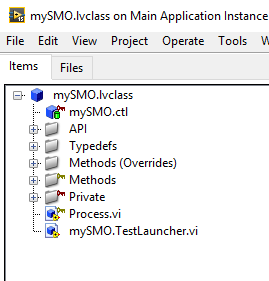 mySMO.lvclass on Main Application Instance
File Edit View Project Operate Tools W
Items Files
mySMO.lvclass
mySMO.ctl
API
Typedefs
Methods (Overrides)
Methods
Private
Process.vi
mySMO.TestLauncher.vi